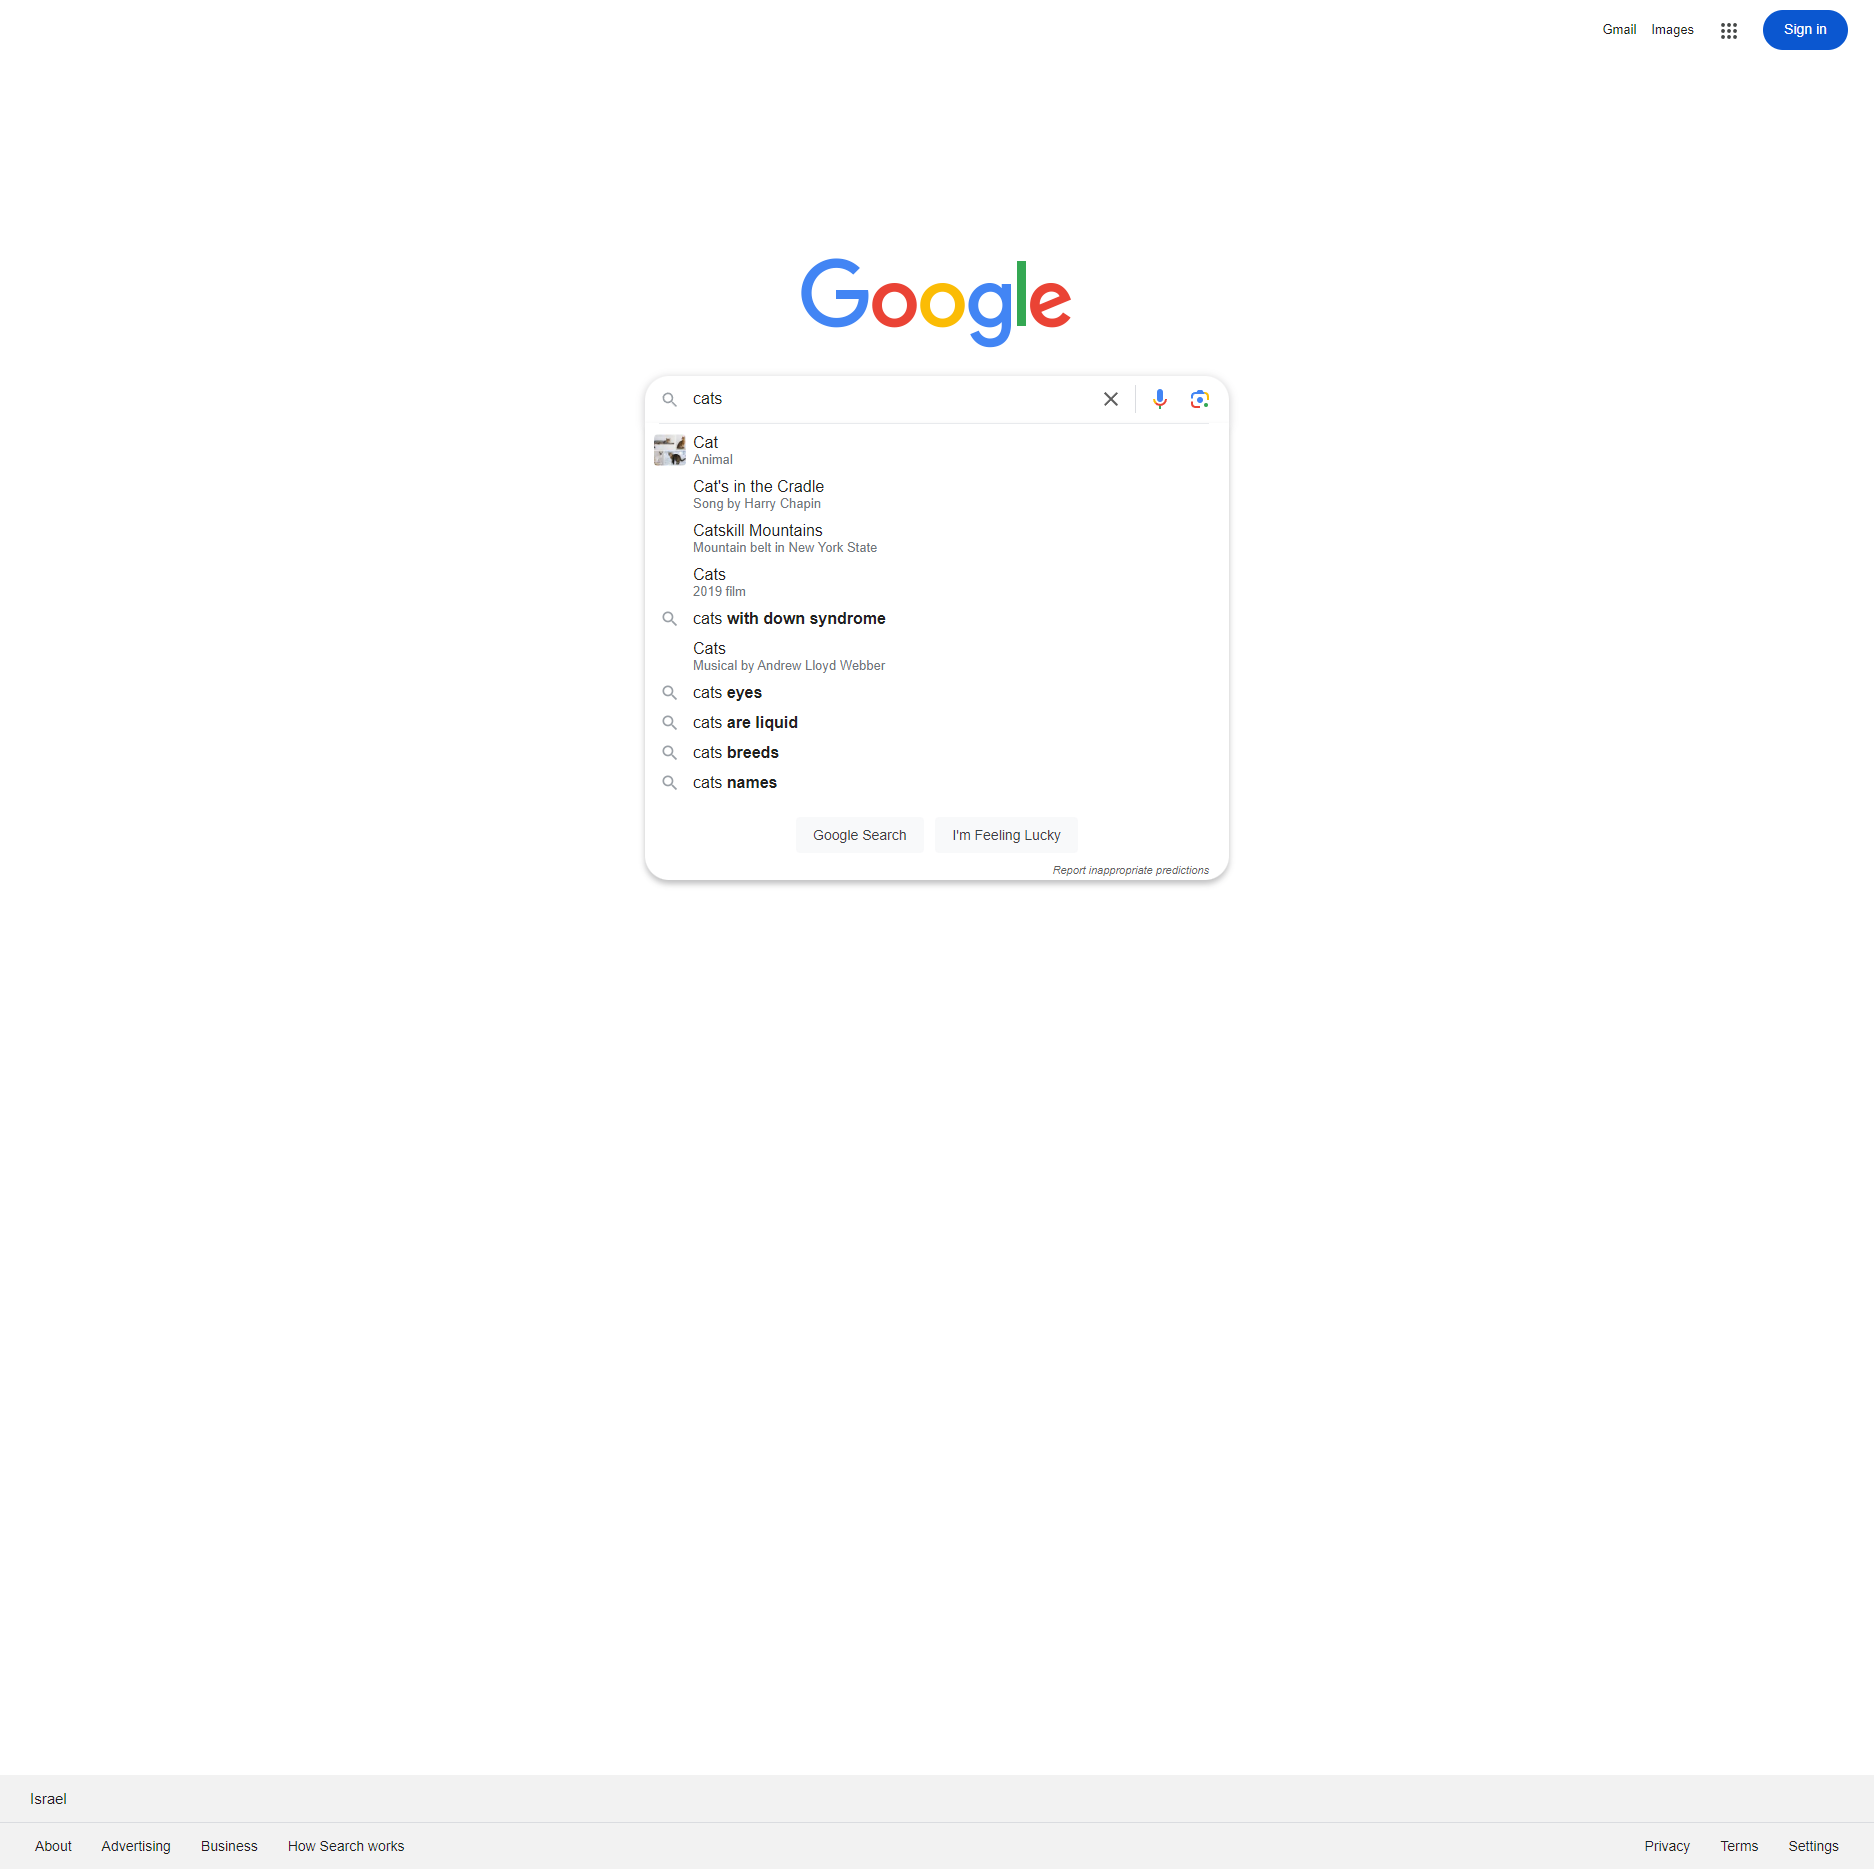 Gmail Images Sign in
Google
cats
Cat
Animal
Cat's in the Cradle
Song by Harry Chapin
Catskill Mountains
Mountain belt in New York State
Cats
2019 film
cats with down syndrome
Cats
Musical by Andrew Lloyd Webber
cats eyes
cats are liquid
cats breeds
cats names
Google Search I'm Feeling Lucky
Report inappropriate predictions
Israel
About Advertising Business How Search works Privacy Terms Settings